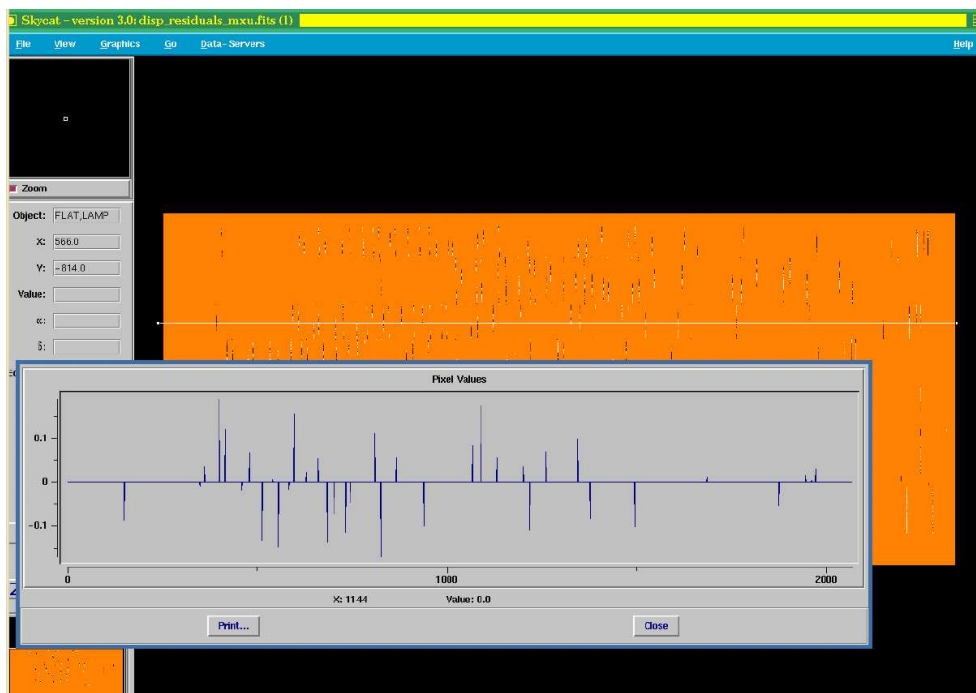 Skycat - version 3.0: disp_residuals_mxu.fits (1)
File View Graphics Go Data-Servers Help
Zoom
Object: FLAT,LAMP
X: 566.0
Y: -814.0
Value:
α:
δ:
Pixel Values
0.1
0
-0.1
0 1000 2000
X: 1144 Value: 0.0
Print... Close